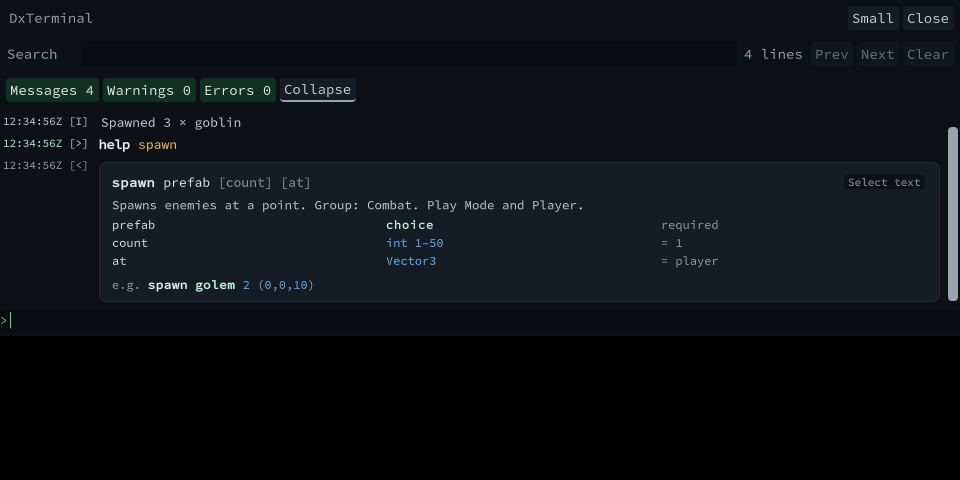 DxTerminal Small Close
Search 4 lines Prev Next Clear
Messages 4 Warnings 0 Errors 0 Collapse
12:34:56Z [I] Spawned 3 × goblin
12:34:56Z [>] help spawn
12:34:56Z [<]
spawn prefab [count] [at] Select text
Spawns enemies at a point. Group: Combat. Play Mode and Player.
prefab choice required
count int 1–50 = 1
at Vector3 = player
e.g. spawn golem 2 (0,0,10)
>